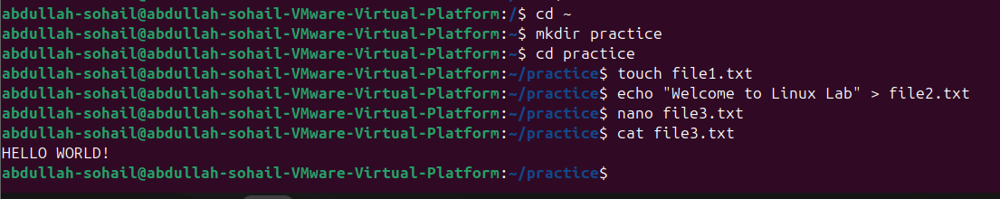 abdullah-sohail@abdullah-sohail-VMware-Virtual-Platform:/$ cd ~
abdullah-sohail@abdullah-sohail-VMware-Virtual-Platform:~$ mkdir practice
abdullah-sohail@abdullah-sohail-VMware-Virtual-Platform:~$ cd practice
abdullah-sohail@abdullah-sohail-VMware-Virtual-Platform:~/practice$ touch file1.txt
abdullah-sohail@abdullah-sohail-VMware-Virtual-Platform:~/practice$ echo "Welcome to Linux Lab" > file2.txt
abdullah-sohail@abdullah-sohail-VMware-Virtual-Platform:~/practice$ nano file3.txt
abdullah-sohail@abdullah-sohail-VMware-Virtual-Platform:~/practice$ cat file3.txt
HELLO WORLD!
abdullah-sohail@abdullah-sohail-VMware-Virtual-Platform:~/practice$